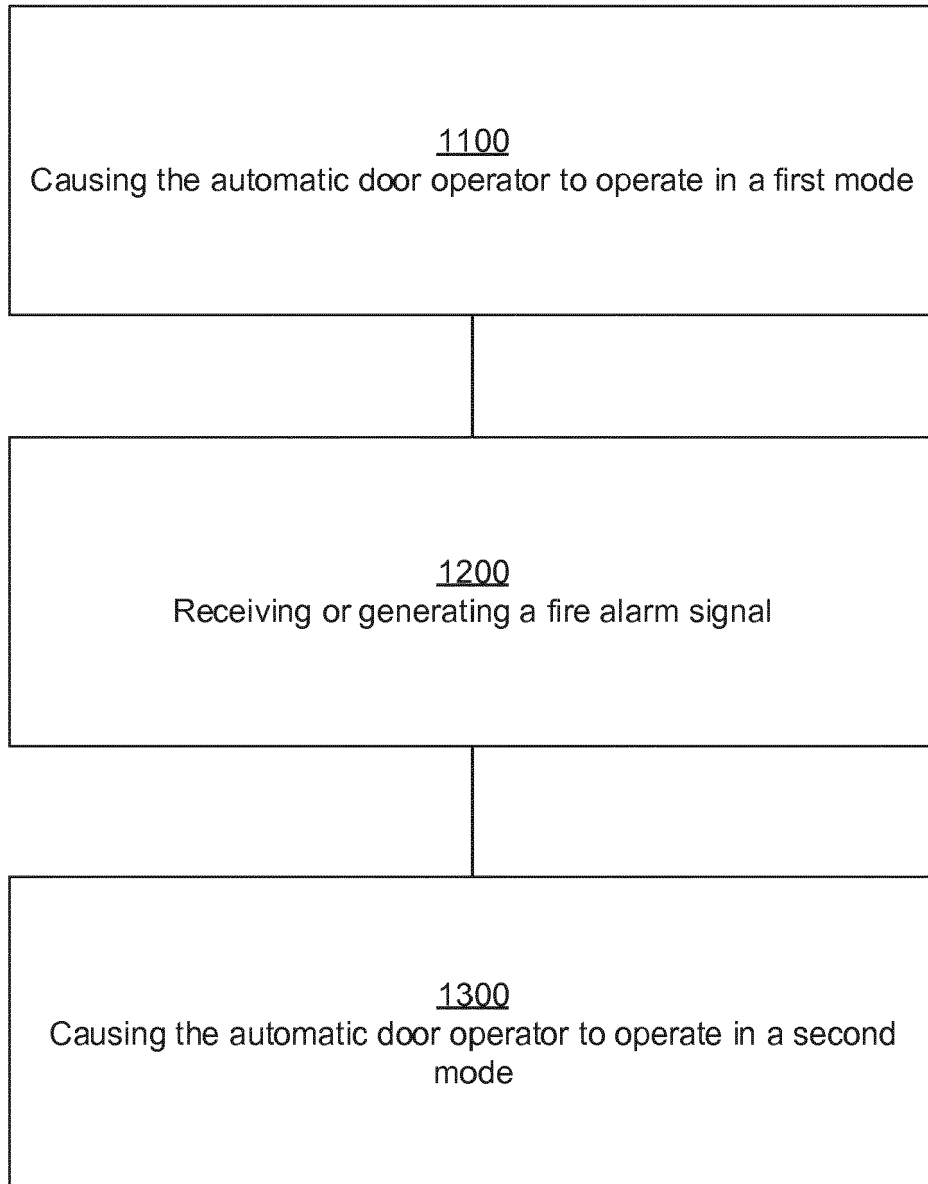 1100
Causing the automatic door operator to operate in a first mode
1200
Receiving or generating a fire alarm signal
1300
Causing the automatic door operator to operate in a second
mode